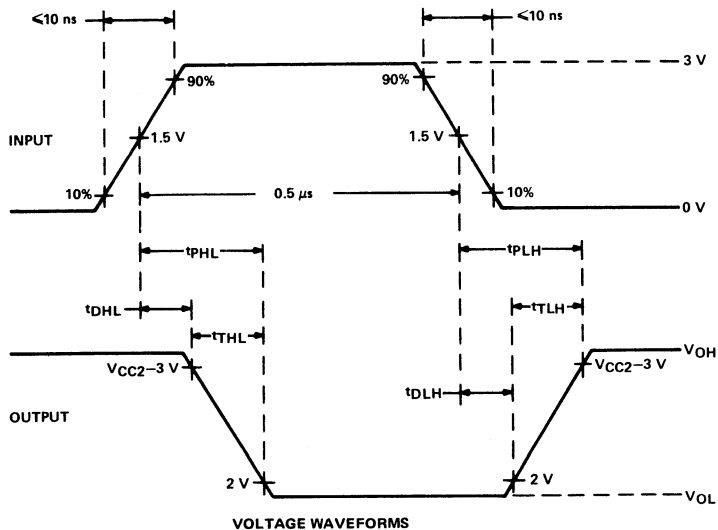 ≤10 ns
≤10 ns
3 V
90%
90%
INPUT
1.5 V
1.5 V
10%
0.5 μs
10%
0 V
tPHL
tPLH
tDHL
tTHL
tTLH
VOH
VCC2−3 V
VCC2−3 V
tDLH
OUTPUT
2 V
2 V
VOL
VOLTAGE WAVEFORMS